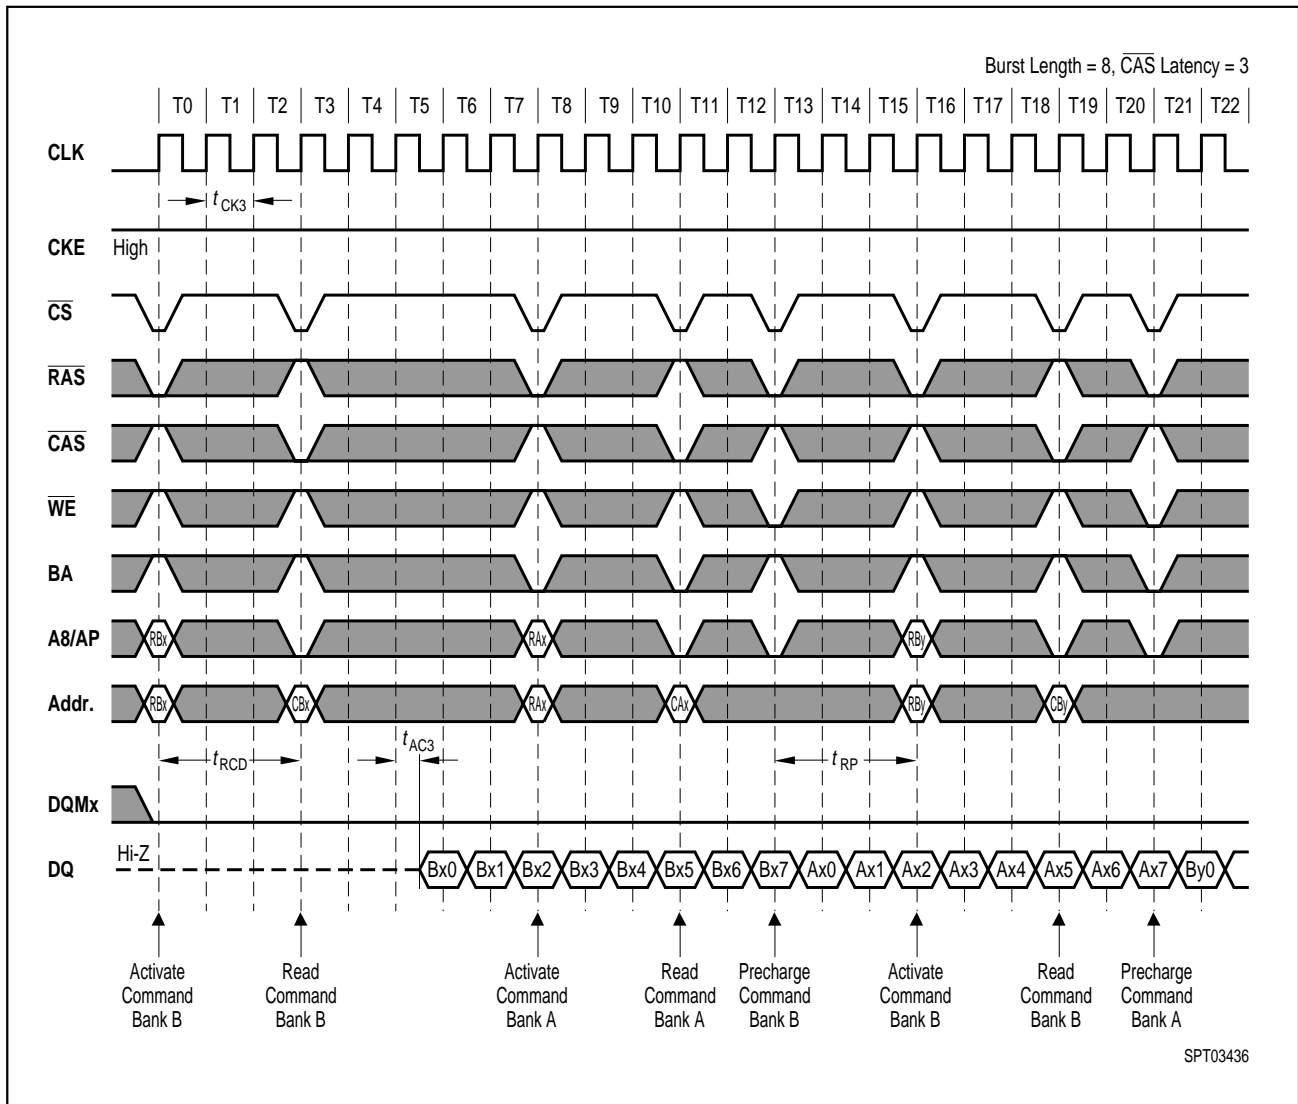 Burst Length = 8, CAS Latency = 3
T0 T1 T2 T3 T4 T5 T6 T7 T8 T9 T10 T11 T12 T13 T14 T15 T16 T17 T18 T19 T20 T21 T22
CLK
t CK3
CKE High
CS
RAS
CAS
WE
BA
A8/AP RBx RAx RBy
Addr. RBx CBx RAx CAx RBy CBy
t RCD t AC3 t RP
DQMx
Hi-Z
DQ Bx0 Bx1 Bx2 Bx3 Bx4 Bx5 Bx6 Bx7 Ax0 Ax1 Ax2 Ax3 Ax4 Ax5 Ax6 Ax7 By0
Activate Read Activate Read Precharge Activate Read Precharge
Command Command Command Command Command Command Command Command
Bank B Bank B Bank A Bank A Bank B Bank B Bank B Bank A
SPT03436